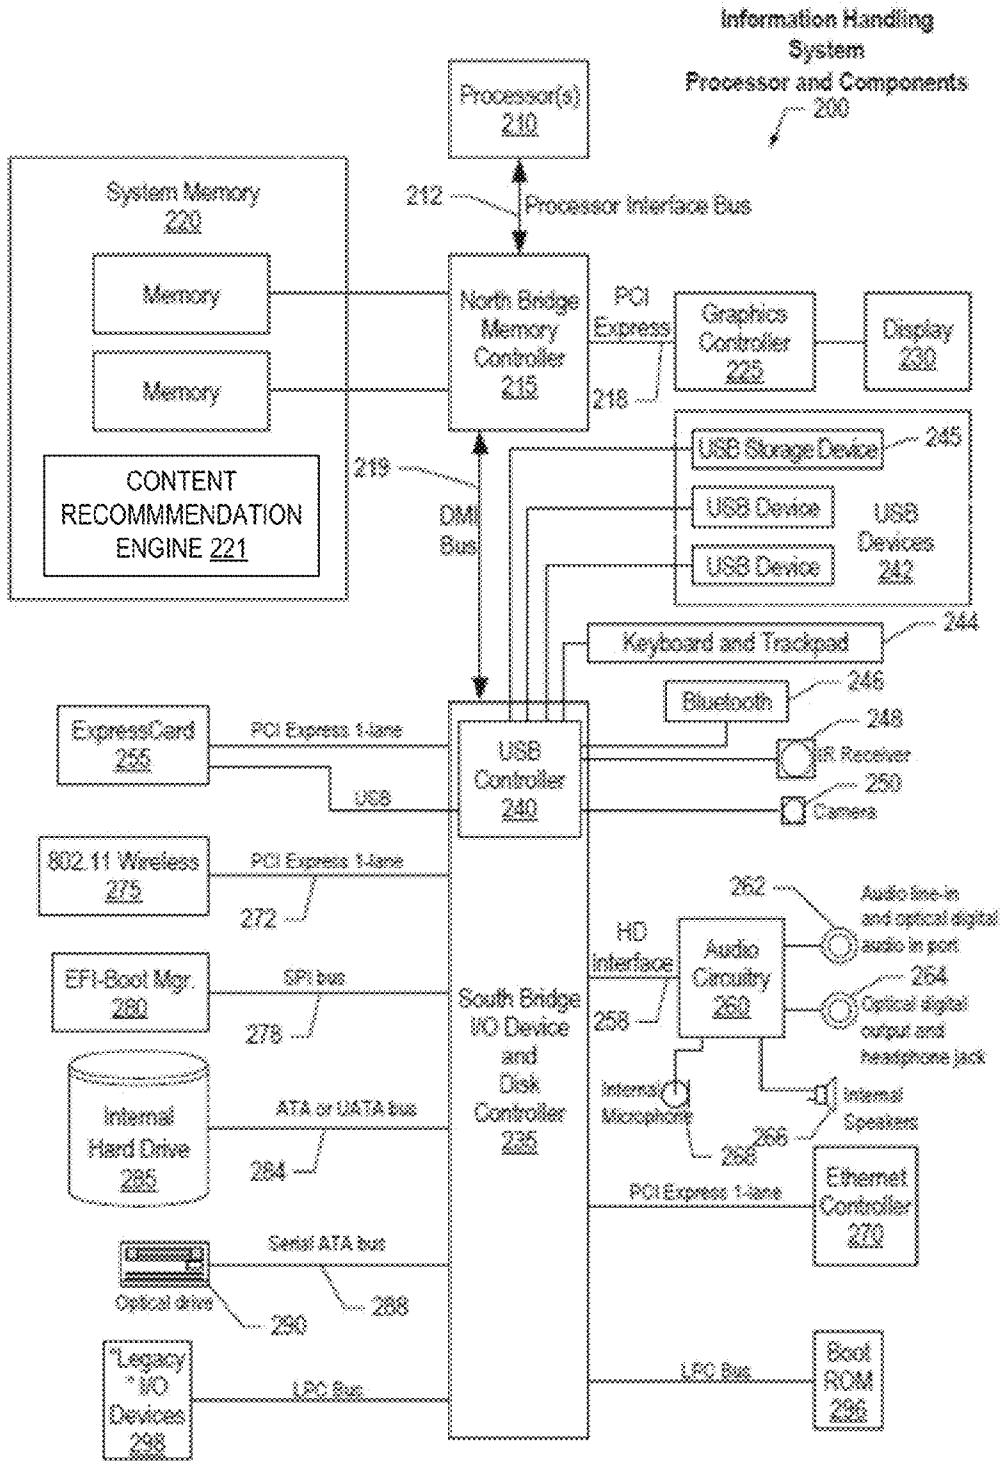 Information Handling
System
Processor and Components
200
Processor(s)
210
212
Processor Interface Bus
System Memory
220
Memory
Memory
CONTENT
RECOMMMENDATION
ENGINE 221
North Bridge
Memory
Controller
215
PCI
Express
218
Graphics
Controller
225
Display
230
219
DMI
Bus
USB Storage Device
245
USB Device
USB Device
USB
Devices
242
Keyboard and Trackpad
244
Bluetooth
246
IR Receiver
248
Camera
250
ExpressCard
255
PCI Express 1-lane
USB
USB
Controller
240
802.11 Wireless
275
PCI Express 1-lane
272
EFI-Boot Mgr.
280
SPI bus
278
South Bridge
I/O Device
and
Disk
Controller
235
HD
Interface
258
Audio
Circuitry
260
262
Audio line-in
and optical digital
audio in port
264
Optical digital
output and
headphone jack
Internal
Microphone
268
266
Internal
Speakers
Internal
Hard Drive
285
ATA or UATA bus
284
PCI Express 1-lane
Ethernet
Controller
270
Serial ATA bus
288
Optical drive
290
"Legacy
" I/O
Devices
298
LPC Bus
LPC Bus
Boot
ROM
296